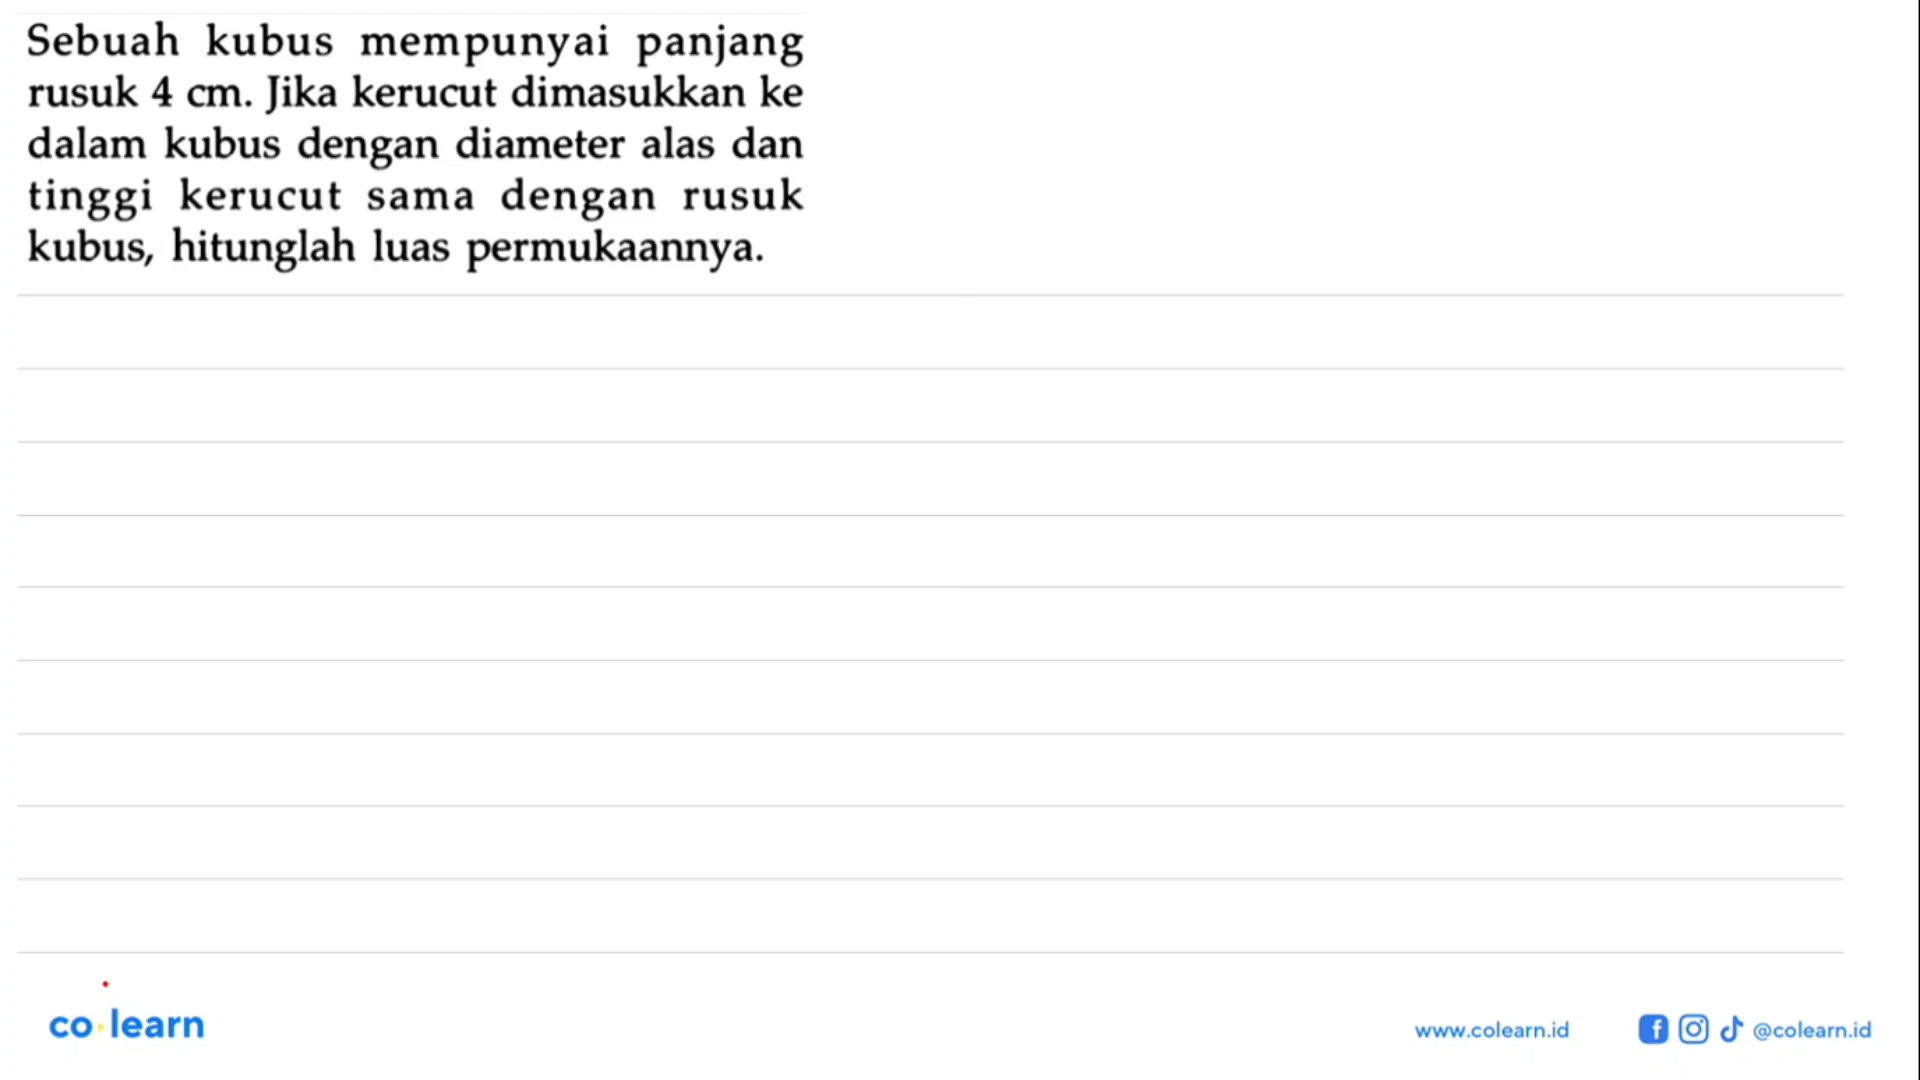 Sebuah kubus mempunyai panjang
rusuk 4 cm. Jika kerucut dimasukkan ke
dalam kubus dengan diameter alas dan
tinggi kerucut sama dengan rusuk
kubus, hitunglah luas permukaannya.
co learn
www.colearn.id
@colearn.id